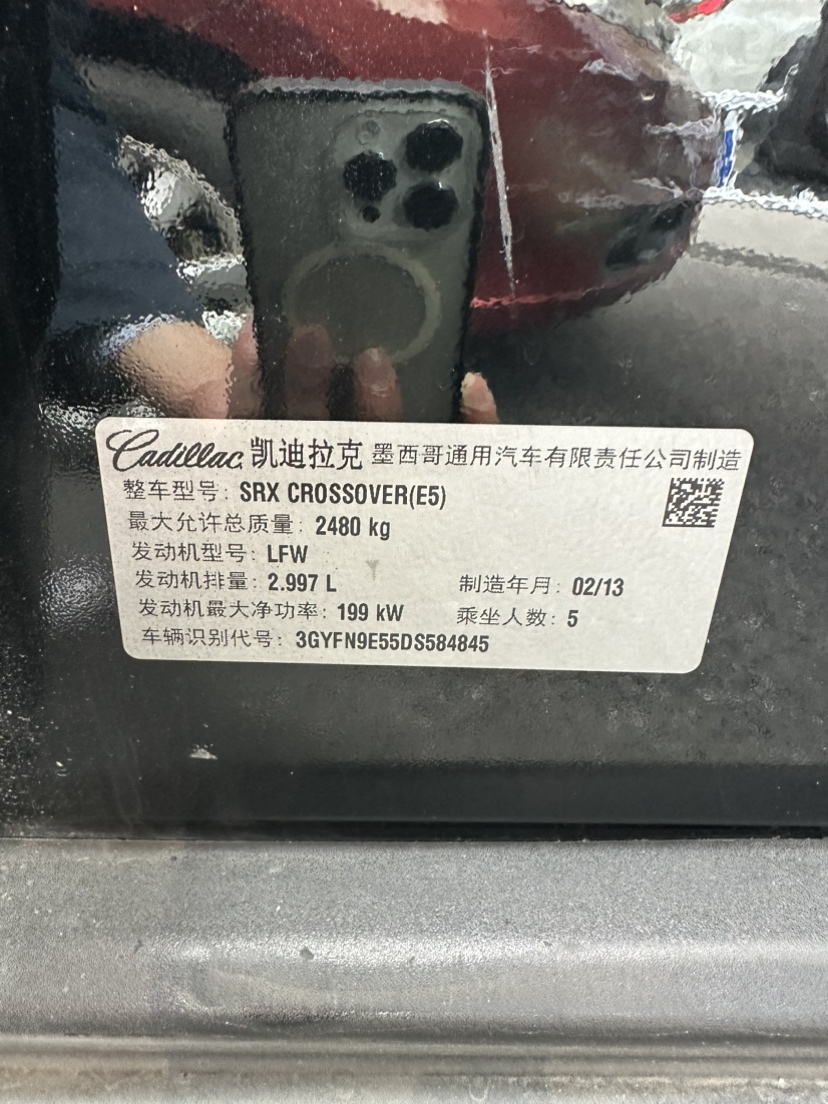 Cadillac 凯迪拉克 墨西哥通用汽车有限责任公司制造
整车型号: SRX CROSSOVER(E5)
最大允许总质量: 2480 kg
发动机型号: LFW
发动机排量: 2.997 L 制造年月: 02/13
发动机最大净功率: 199 kW 乘坐人数: 5
车辆识别代号: 3GYFN9E55DS584845